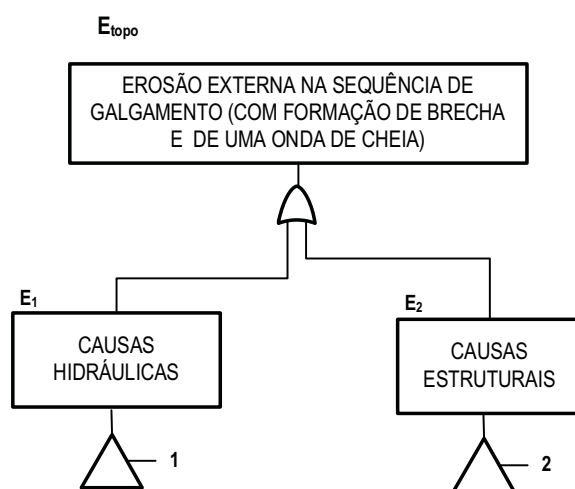 E_topo
EROSÃO EXTERNA NA SEQUÊNCIA DE
GALGAMENTO (COM FORMAÇÃO DE BRECHA
E DE UMA ONDA DE CHEIA)
E₁
CAUSAS
HIDRÁULICAS
1
E₂
CAUSAS
ESTRUTURAIS
2